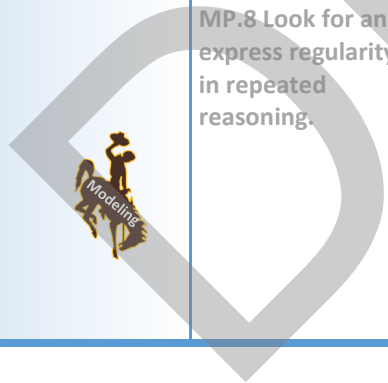 MP.8 Look for an
express regularity
in repeated
reasoning.
Modeling